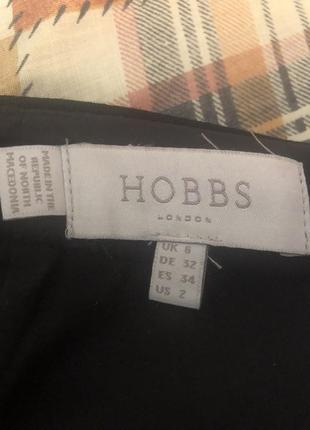 HOBBS
LONDON
MADE IN THE
REPUBLIC
OF NORTH
MACEDONIA
UK 6
DE 32
ES 34
US 2